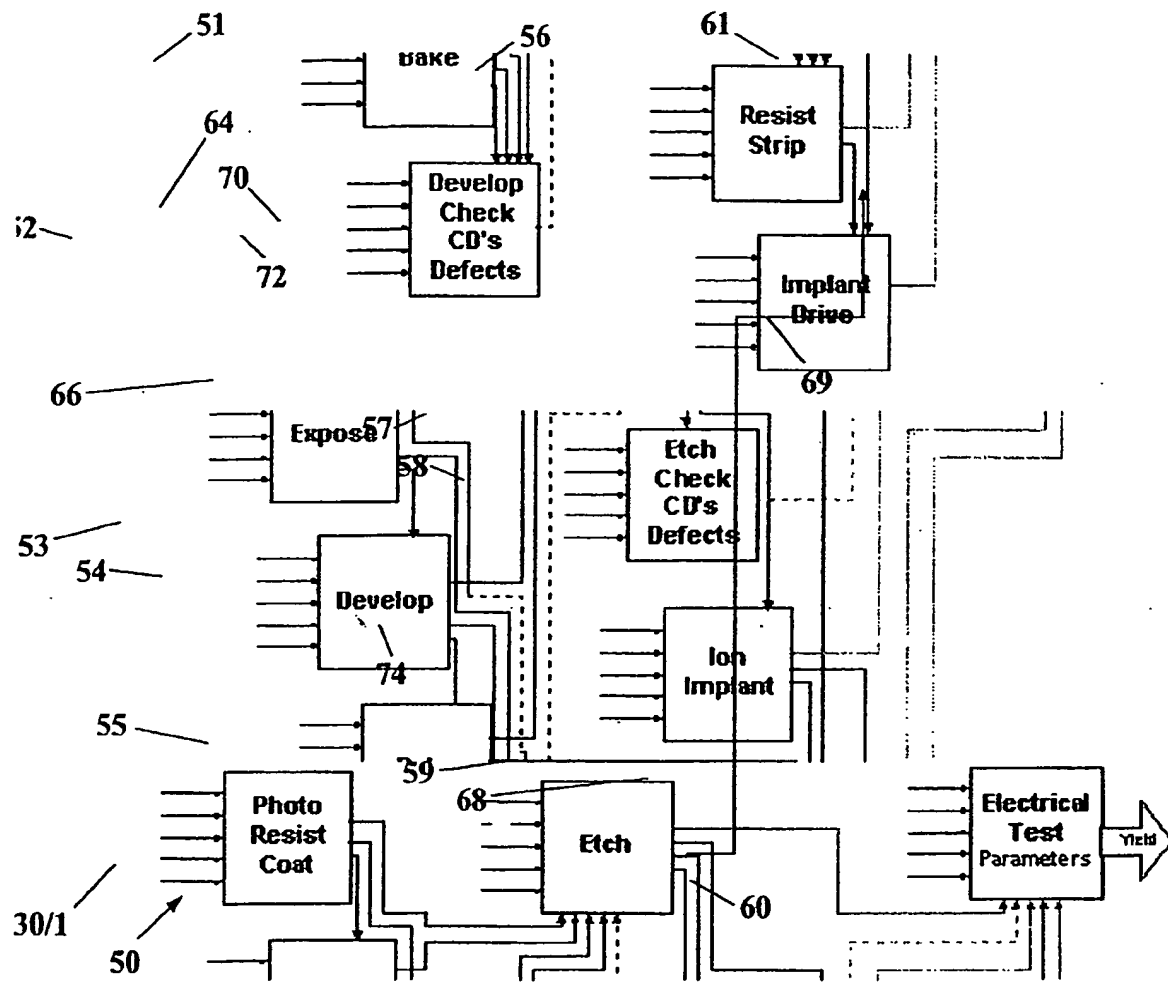 51
56
61
Bake
64
Resist
Strip
70
Develop
Check
CD's
Defects
72
Implant
Drive
69
66
57
Expose
58
Etch
Check
CD's
Defects
53
54
Develop
74
Ion
Implant
55
59
68
Photo
Resist
Coat
Etch
Electrical
Test
Parameters
Yield
60
30/1
50